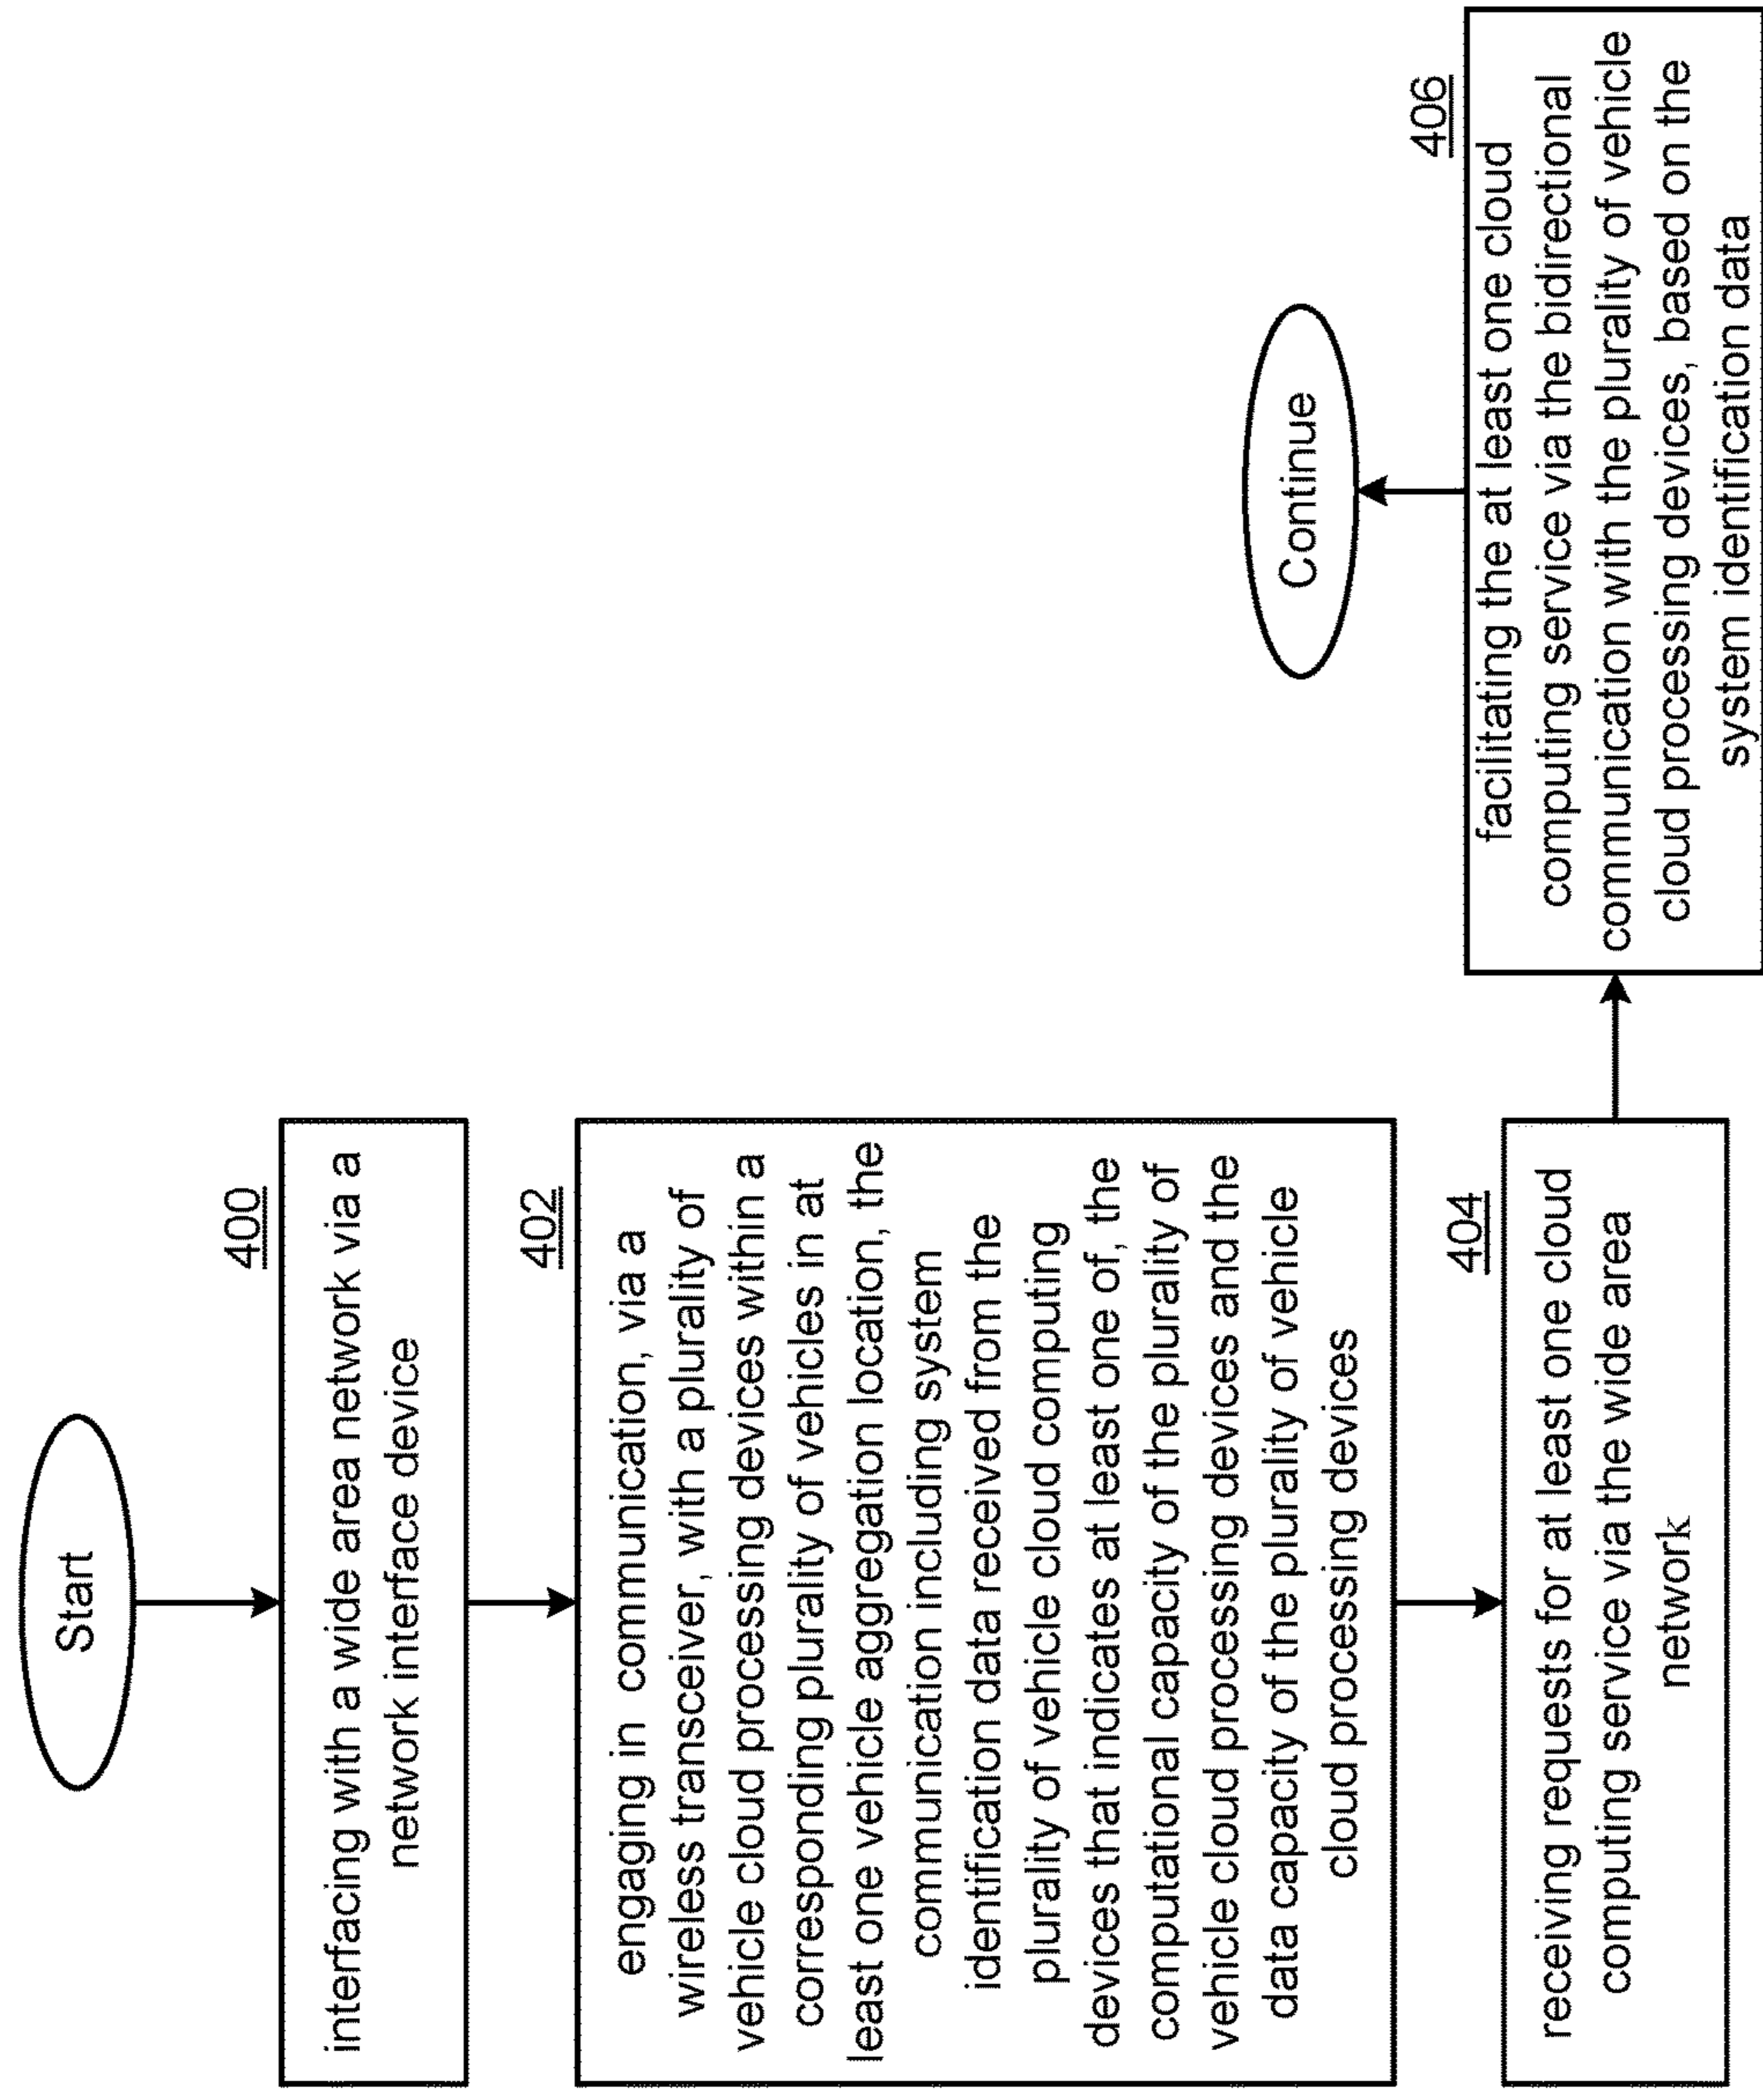 Start
400
interfacing with a wide area network via a
network interface device
402
engaging in communication, via a
wireless transceiver, with a plurality of
vehicle cloud processing devices within a
corresponding plurality of vehicles in at
least one vehicle aggregation location, the
communication including system
identification data received from the
plurality of vehicle cloud computing
devices that indicates at least one of, the
computational capacity of the plurality of
vehicle cloud processing devices and the
data capacity of the plurality of vehicle
cloud processing devices
404
receiving requests for at least one cloud
computing service via the wide area
network
406
facilitating the at least one cloud
computing service via the bidirectional
communication with the plurality of vehicle
cloud processing devices, based on the
system identification data
Continue